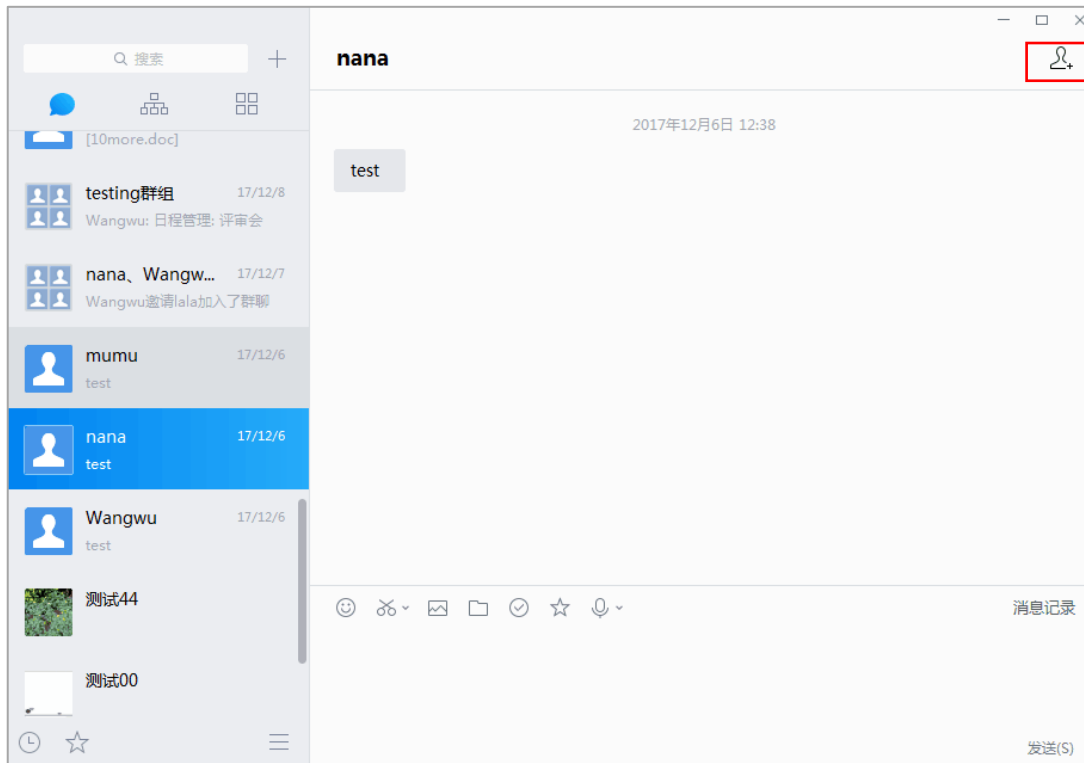 搜索
[10more.doc]
testing群组 17/12/8
Wangwu: 日程管理: 评审会
nana、Wangw... 17/12/7
Wangwu邀请lala加入了群聊
mumu 17/12/6
test
nana 17/12/6
test
Wangwu 17/12/6
test
测试44
测试00
nana
2017年12月6日 12:38
test
消息记录
发送(S)